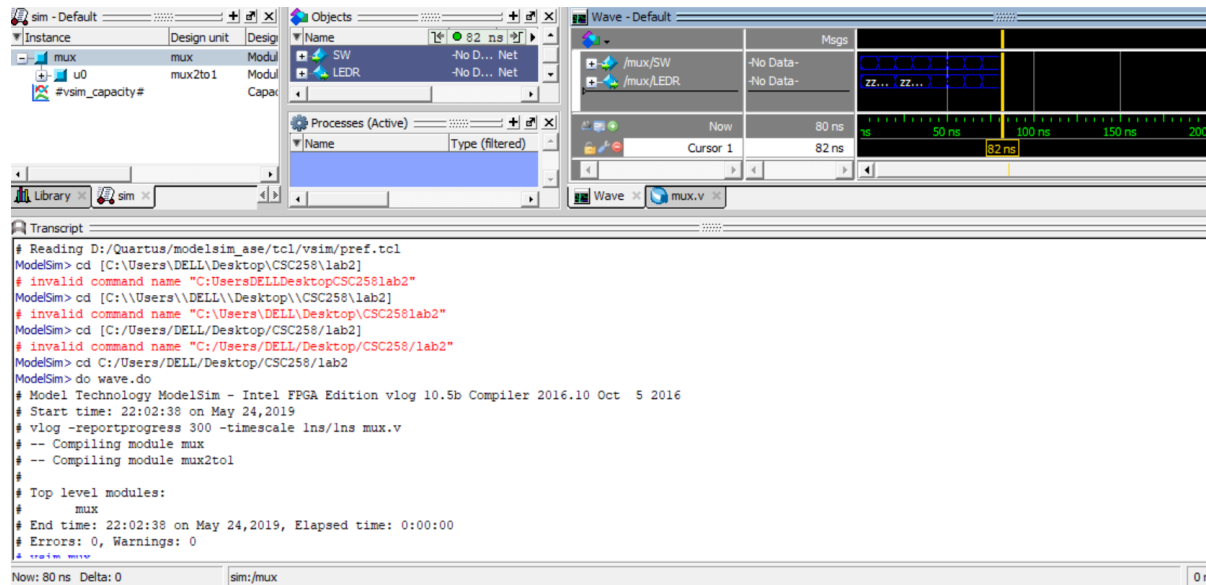 sim - Default
Instance Design unit Desig
mux mux Modul
u0 mux2to1 Modul
#vsim_capacity# Capac
Library sim
Objects
Name 82 ns
SW -No D... Net
LEDR -No D... Net
Processes (Active)
Name Type (filtered)
Wave - Default
Msgs
/mux/SW -No Data-
/mux/LEDR -No Data- zz... zz...
Now 80 ns ns 50 ns 100 ns 150 ns 200
Cursor 1 82 ns 82 ns
Wave mux.v
Transcript
# Reading D:/Quartus/modelsim_ase/tcl/vsim/pref.tcl
ModelSim> cd [C:\Users\DELL\Desktop\CSC258\lab2]
# invalid command name "C:UsersDELLDesktopCSC258lab2"
ModelSim> cd [C:\\Users\\DELL\\Desktop\\CSC258\lab2]
# invalid command name "C:\Users\DELL\Desktop\CSC258lab2"
ModelSim> cd [C:/Users/DELL/Desktop/CSC258/lab2]
# invalid command name "C:/Users/DELL/Desktop/CSC258/lab2"
ModelSim> cd C:/Users/DELL/Desktop/CSC258/lab2
ModelSim> do wave.do
# Model Technology ModelSim - Intel FPGA Edition vlog 10.5b Compiler 2016.10 Oct  5 2016
# Start time: 22:02:38 on May 24,2019
# vlog -reportprogress 300 -timescale 1ns/1ns mux.v
# -- Compiling module mux
# -- Compiling module mux2to1
#
# Top level modules:
# mux
# End time: 22:02:38 on May 24,2019, Elapsed time: 0:00:00
# Errors: 0, Warnings: 0
# vsim mux
Now: 80 ns Delta: 0 sim:/mux 0 n